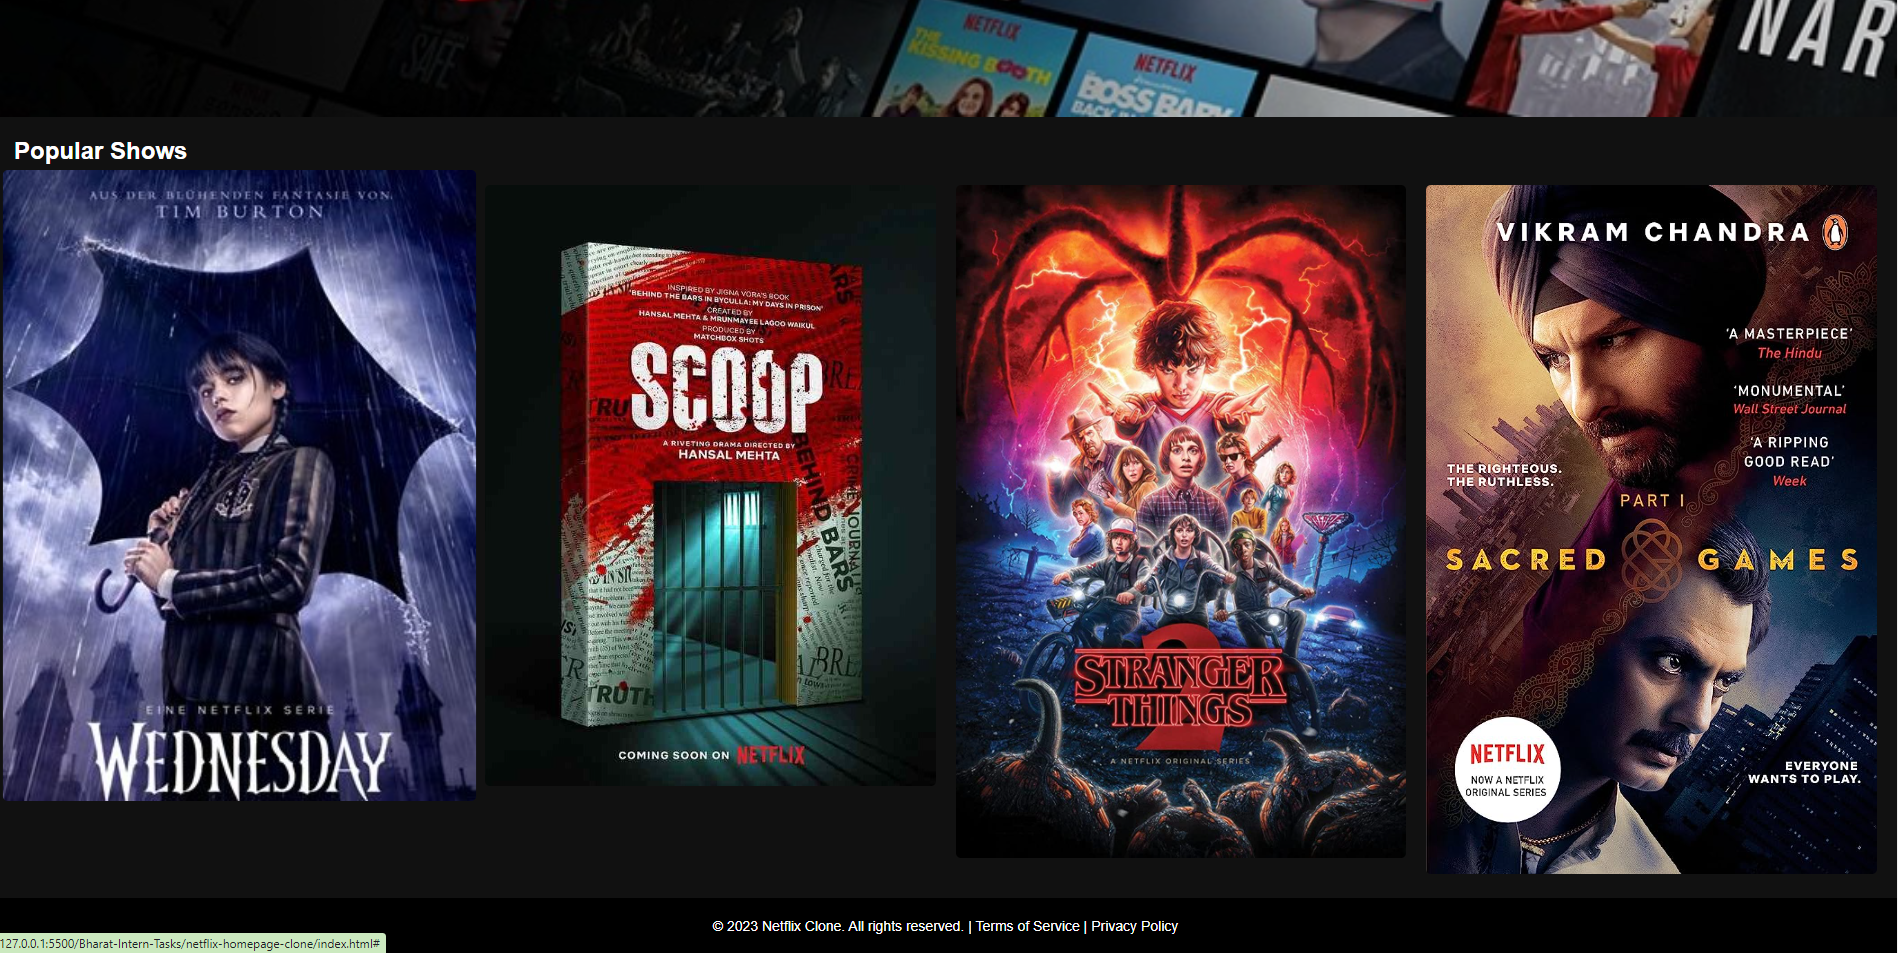 SAFE
NETFLIX
THE
KISSING BOOTH
NETFLIX
BOSS BABY
BACK IN
NAR
Popular Shows
AUS DER BLÜHENDEN FANTASIE VON
TIM BURTON
EINE NETFLIX SERIE
WEDNESDAY
INSPIRED BY JIGNA VORA'S BOOK
'BEHIND THE BARS IN BYCULLA: MY DAYS IN PRISON'
CREATED BY
HANSAL MEHTA & MRUNMAYEE LAGOO WAIKUL
PRODUCED BY
MATCHBOX SHOTS
SCOOP
A RIVETING DRAMA DIRECTED BY
HANSAL MEHTA
BEHIND BARS
TRUTH
COMING SOON ON NETFLIX
2
STRANGER
THINGS
A NETFLIX ORIGINAL SERIES
VIKRAM CHANDRA
'A MASTERPIECE'
The Hindu
'MONUMENTAL'
Wall Street Journal
'A RIPPING
GOOD READ'
Week
THE RIGHTEOUS.
THE RUTHLESS.
PART I
SACRED GAMES
NETFLIX
NOW A NETFLIX
ORIGINAL SERIES
EVERYONE
WANTS TO PLAY.
© 2023 Netflix Clone. All rights reserved. | Terms of Service | Privacy Policy
127.0.0.1:5500/Bharat-Intern-Tasks/netflix-homepage-clone/index.html#